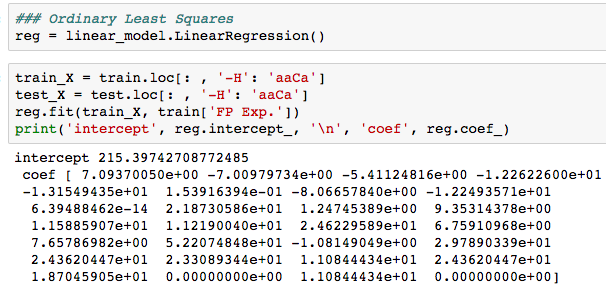 ### Ordinary Least Squares
reg = linear_model.LinearRegression()
train_X = train.loc[: , '-H': 'aaCa']
test_X = test.loc[: , '-H': 'aaCa']
reg.fit(train_X, train['FP Exp.'])
print('intercept', reg.intercept_, '\n', 'coef', reg.coef_)
intercept 215.39742708772485
coef [ 7.09370050e+00 -7.00979734e+00 -5.41124816e+00 -1.22622600e+01
-1.31549435e+01 1.53916394e-01 -8.06657840e+00 -1.22493571e+01
6.39488462e-14 2.18730586e+01 1.24745389e+00 9.35314378e+00
1.15885907e+01 1.12190040e+01 2.46229589e+01 6.75910968e+00
7.65786982e+00 5.22074848e+01 -1.08149049e+00 2.97890339e+01
2.43620447e+01 2.33089344e+01 1.10844434e+01 2.43620447e+01
1.87045905e+01 0.00000000e+00 1.10844434e+01 0.00000000e+00]